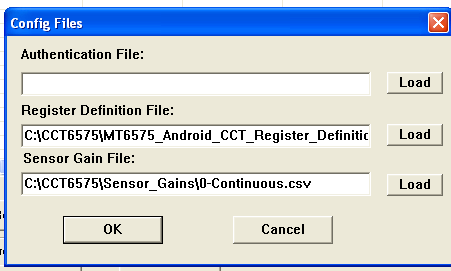 Config Files
Authentication File:
Load
Register Definition File:
C:\CCT6575\MT6575_Android_CCT_Register_Definitio
Load
Sensor Gain File:
C:\CCT6575\Sensor_Gains\0-Continuous.csv
Load
OK Cancel